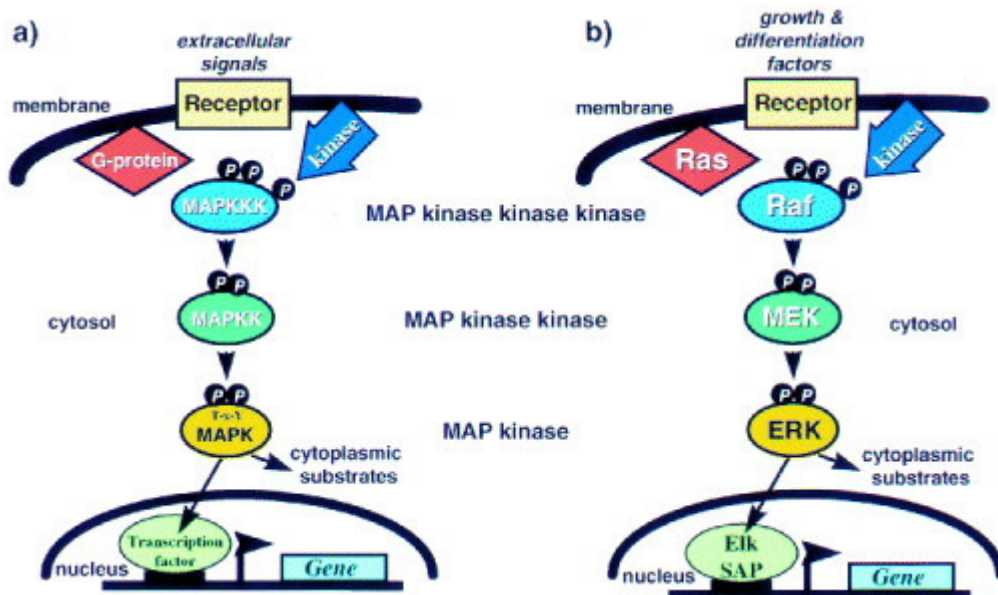 a)
extracellular
signals
membrane
Receptor
G-protein
kinase
P P P
MAPKKK
MAP kinase kinase kinase
P P
MAPKK
cytosol
MAP kinase kinase
P P
T-x-Y
MAPK
MAP kinase
cytoplasmic
substrates
Transcription
factor
nucleus
Gene
b)
growth &
differentiation
factors
membrane
Receptor
Ras
kinase
P P P
Raf
P P
MEK
cytosol
P P
ERK
cytoplasmic
substrates
Elk
SAP
nucleus
Gene